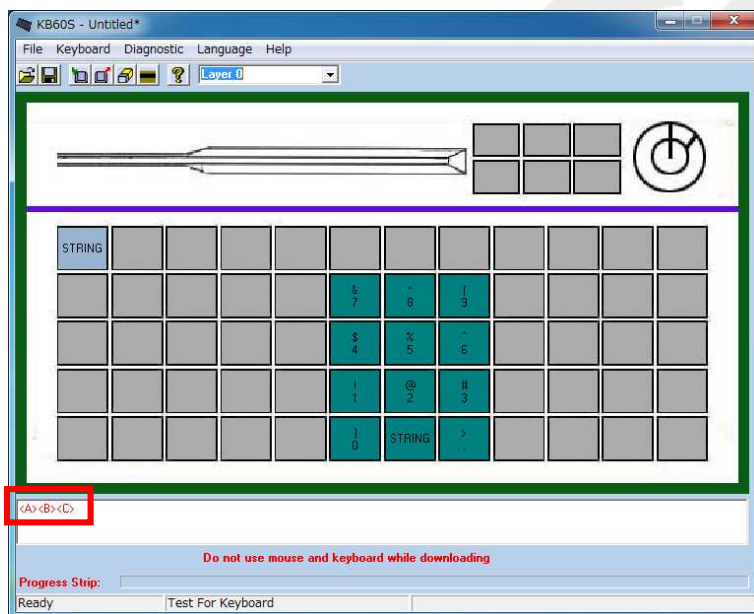 KB60S - Untitled*
File Keyboard Diagnostic Language Help
Layer 0
STRING
& * (
7 8 9
$ % ^
4 5 6
! @ #
1 2 3
) STRING >
0 .
<A><B><C>
Do not use mouse and keyboard while downloading
Progress Strip:
Ready Test For Keyboard